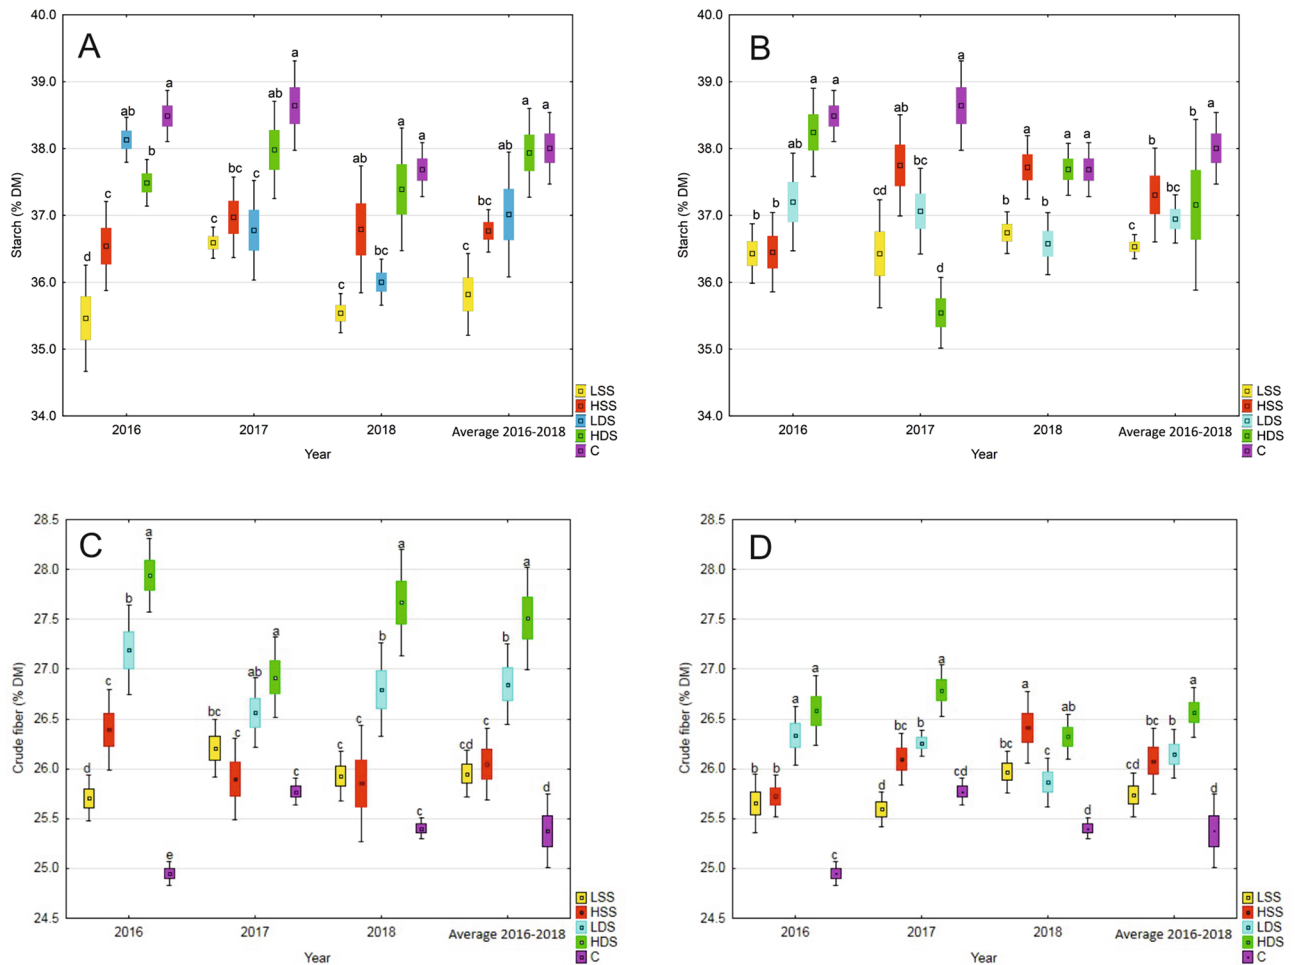 A
40.0
39.0
38.0
37.0
36.0
35.0
34.0
Starch (% DM)
d
c
ab
b
a
c
bc
c
ab
a
c
ab
bc
a
a
c
bc
ab
a
a
2016
2017
2018
Average 2016-2018
Year
LSS
HSS
LDS
HDS
C
B
40.0
39.0
38.0
37.0
36.0
35.0
34.0
Starch (% DM)
b
b
ab
a
a
cd
ab
bc
d
a
b
a
b
a
a
c
b
bc
b
a
2016
2017
2018
Average 2016-2018
Year
LSS
HSS
LDS
HDS
C
C
28.5
28.0
27.5
27.0
26.5
26.0
25.5
25.0
24.5
Crude fiber (% DM)
d
c
b
a
e
bc
c
ab
a
c
c
c
b
a
c
cd
c
b
a
d
2016
2017
2018
Average 2016-2018
Year
LSS
HSS
LDS
HDS
C
D
28.5
28.0
27.5
27.0
26.5
26.0
25.5
25.0
24.5
Crude fiber (% DM)
b
b
a
a
c
d
bc
b
a
cd
bc
a
c
ab
d
cd
bc
b
a
d
2016
2017
2018
Average 2016-2018
Year
LSS
HSS
LDS
HDS
C